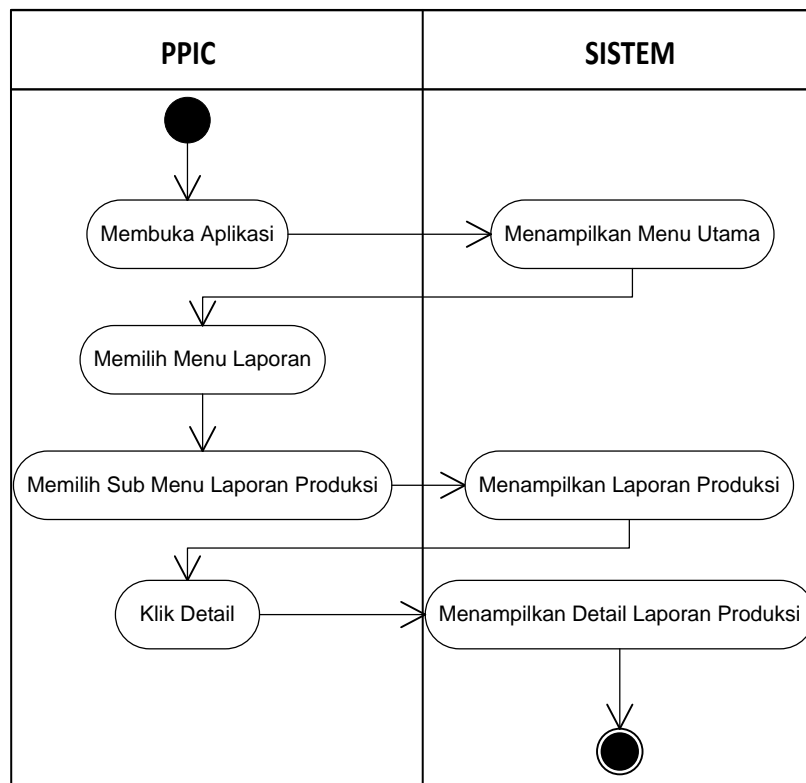 PPIC
SISTEM
Membuka Aplikasi
Menampilkan Menu Utama
Memilih Menu Laporan
Memilih Sub Menu Laporan Produksi
Menampilkan Laporan Produksi
Klik Detail
Menampilkan Detail Laporan Produksi